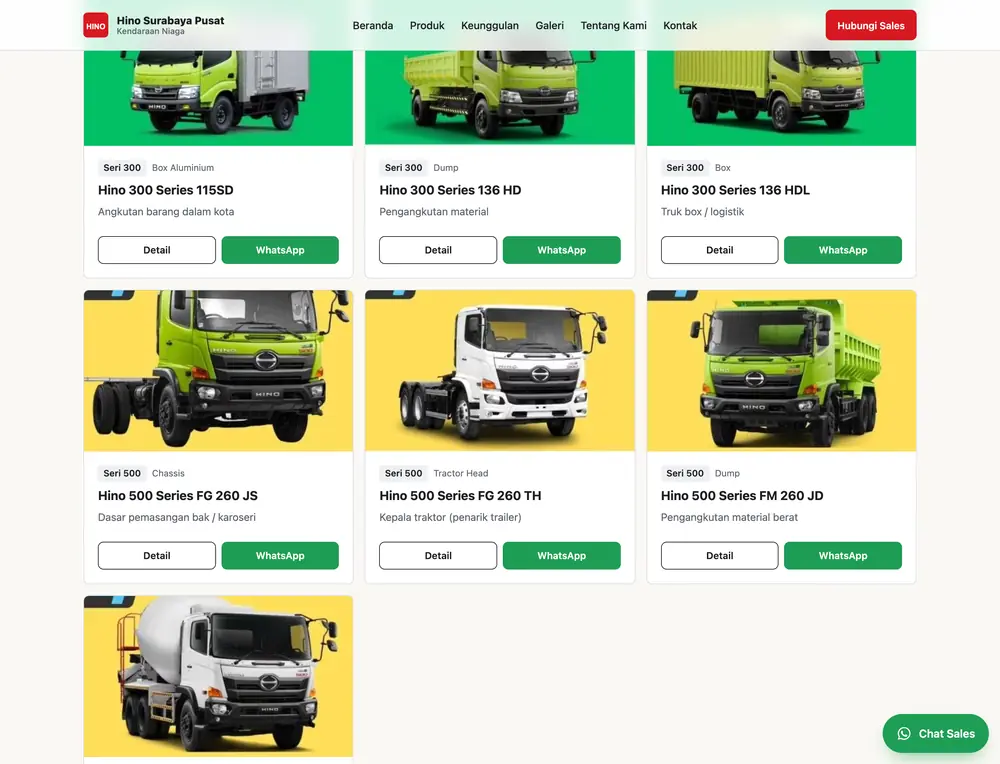 HINO
Hino Surabaya Pusat
Kendaraan Niaga
Beranda
Produk
Keunggulan
Galeri
Tentang Kami
Kontak
Hubungi Sales
HINO
Seri 300 Box Aluminium
Hino 300 Series 115SD
Angkutan barang dalam kota
Detail
WhatsApp
Seri 300 Dump
Hino 300 Series 136 HD
Pengangkutan material
Detail
WhatsApp
Seri 300 Box
Hino 300 Series 136 HDL
Truk box / logistik
Detail
WhatsApp
HINO
HINO
Seri 500 Chassis
Hino 500 Series FG 260 JS
Dasar pemasangan bak / karoseri
Detail
WhatsApp
Seri 500 Tractor Head
Hino 500 Series FG 260 TH
Kepala traktor (penarik trailer)
Detail
WhatsApp
HINO
Seri 500 Dump
Hino 500 Series FM 260 JD
Pengangkutan material berat
Detail
WhatsApp
HINO
Chat Sales